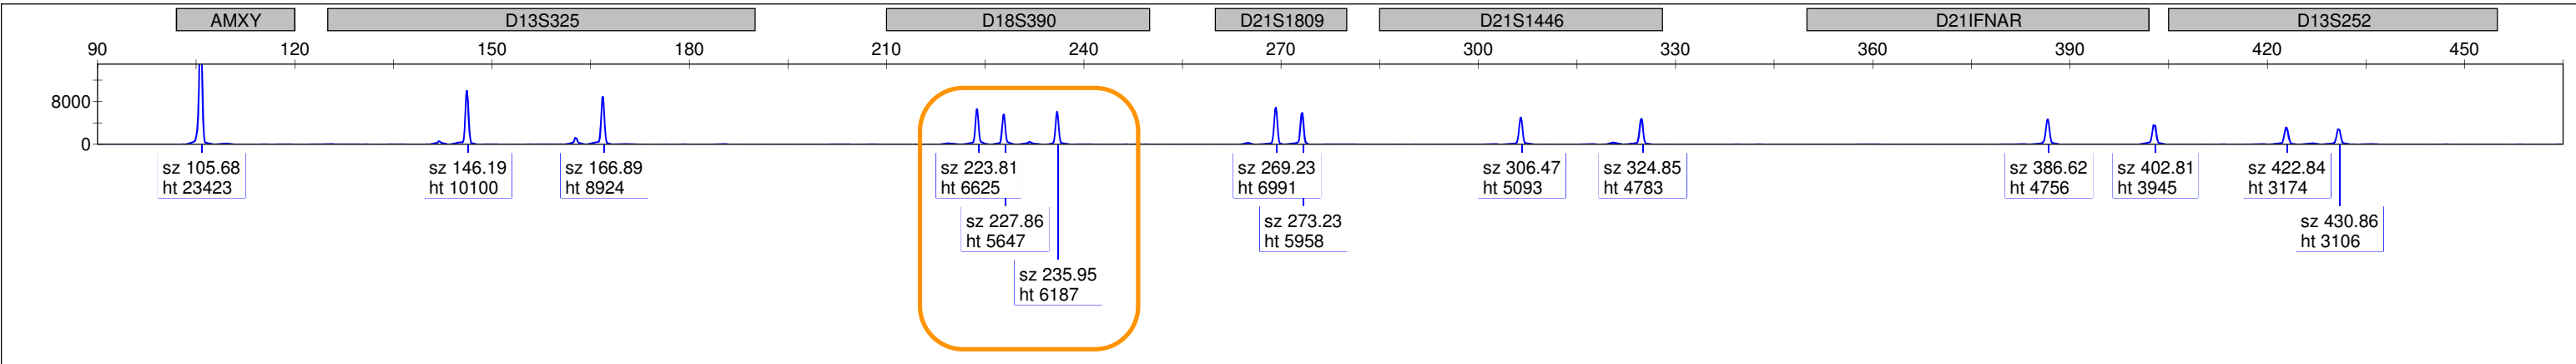 AMXY D13S325 D18S390 D21S1809 D21S1446 D21IFNAR D13S252
90 120 150 180 210 240 270 300 330 360 390 420 450
8000
0
sz 105.68
ht 23423
sz 146.19
ht 10100
sz 166.89
ht 8924
sz 223.81
ht 6625
sz 227.86
ht 5647
sz 235.95
ht 6187
sz 269.23
ht 6991
sz 273.23
ht 5958
sz 306.47
ht 5093
sz 324.85
ht 4783
sz 386.62
ht 4756
sz 402.81
ht 3945
sz 422.84
ht 3174
sz 430.86
ht 3106